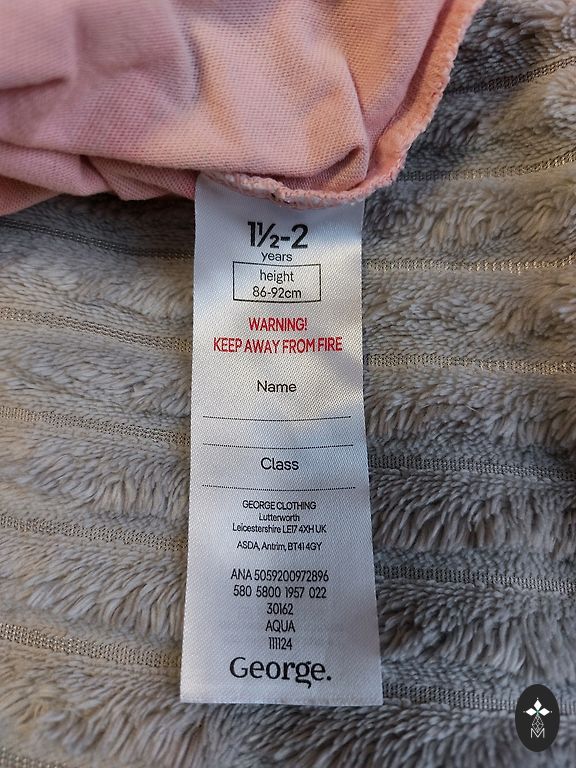 1½-2
years
height
86-92cm
WARNING!
KEEP AWAY FROM FIRE
Name
Class
GEORGE CLOTHING
Lutterworth
Leicestershire LE17 4XH UK
ASDA, Antrim, BT41 4GY
ANA 5059200972896
580 5800 1957 022
30162
AQUA
111124
George.
M